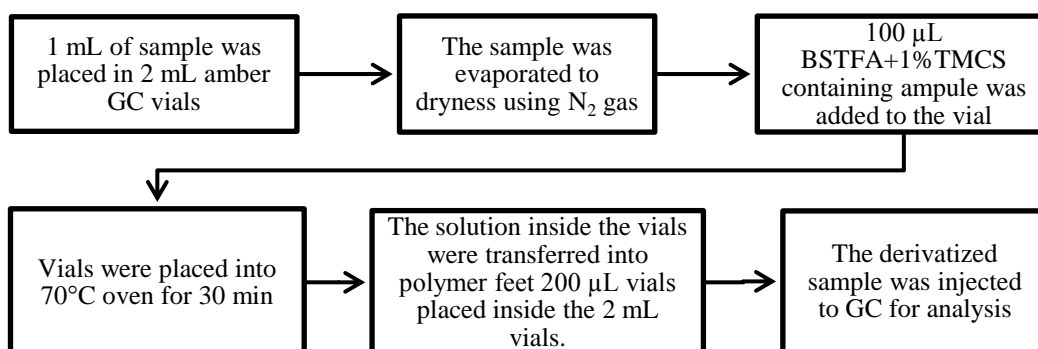 1 mL of sample was
placed in 2 mL amber
GC vials
The sample was
evaporated to
dryness using N₂ gas
100 µL
BSTFA+1%TMCS
containing ampule was
added to the vial
Vials were placed into
70°C oven for 30 min
The solution inside the vials
were transferred into
polymer feet 200 µL vials
placed inside the 2 mL
vials.
The derivatized
sample was injected
to GC for analysis